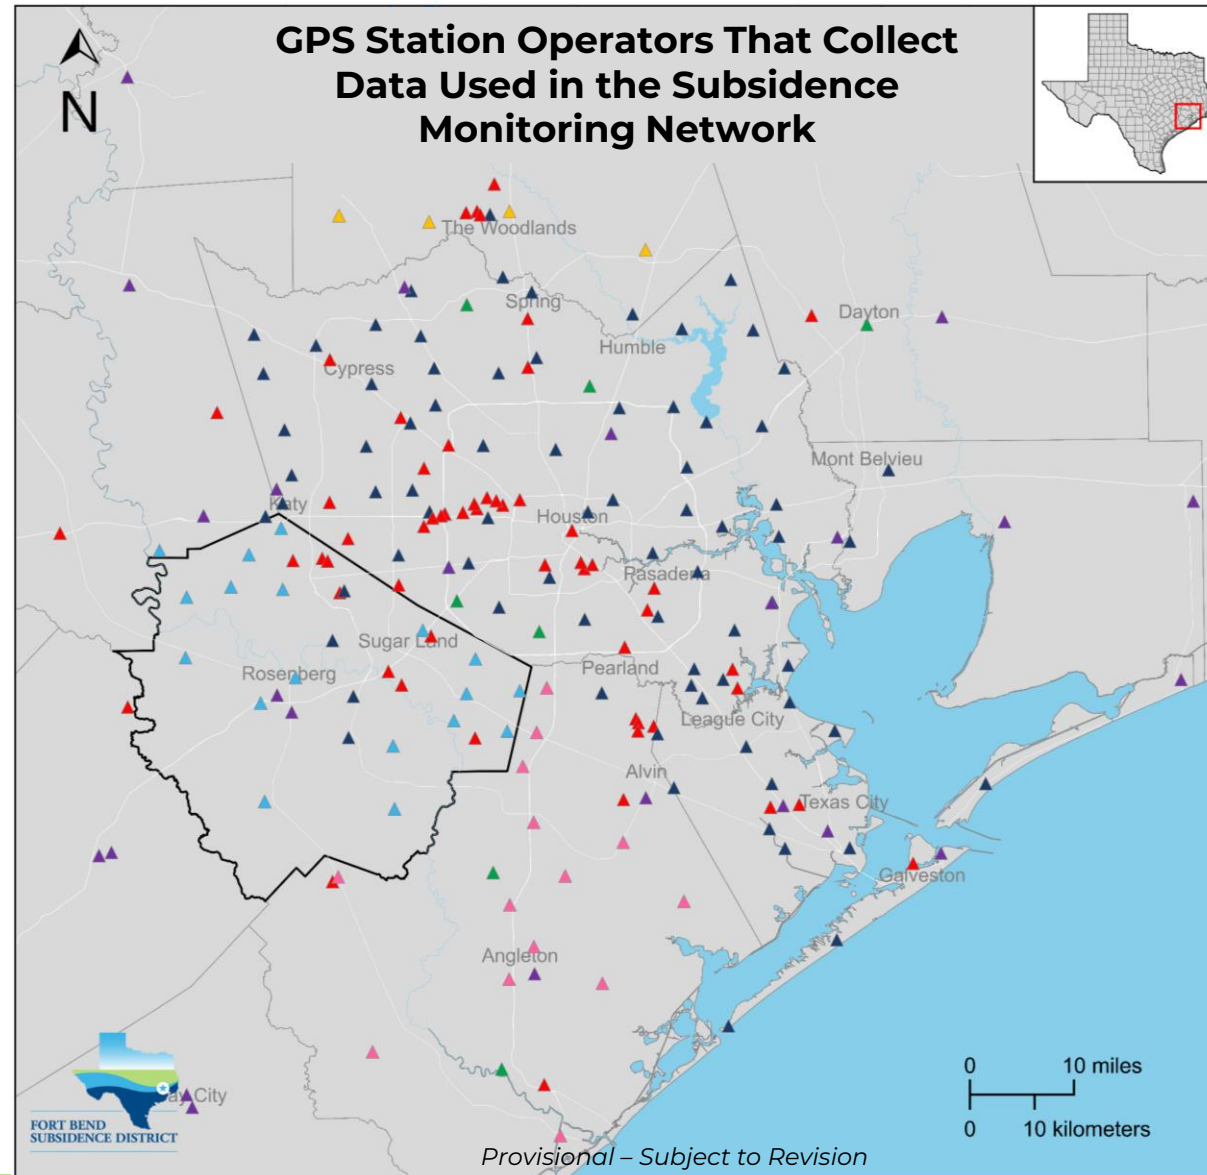 GPS Station Operators That Collect
Data Used in the Subsidence
Monitoring Network
N
The Woodlands
Spring
Dayton
Humble
Cypress
Mont Belvieu
Katy
Houston
Pasadena
Sugar Land
Pearland
Rosenberg
League City
Alvin
Texas City
Galveston
Angleton
0 10 miles
ay City
FORT BEND
SUBSIDENCE DISTRICT
0 10 kilometers
Provisional – Subject to Revision